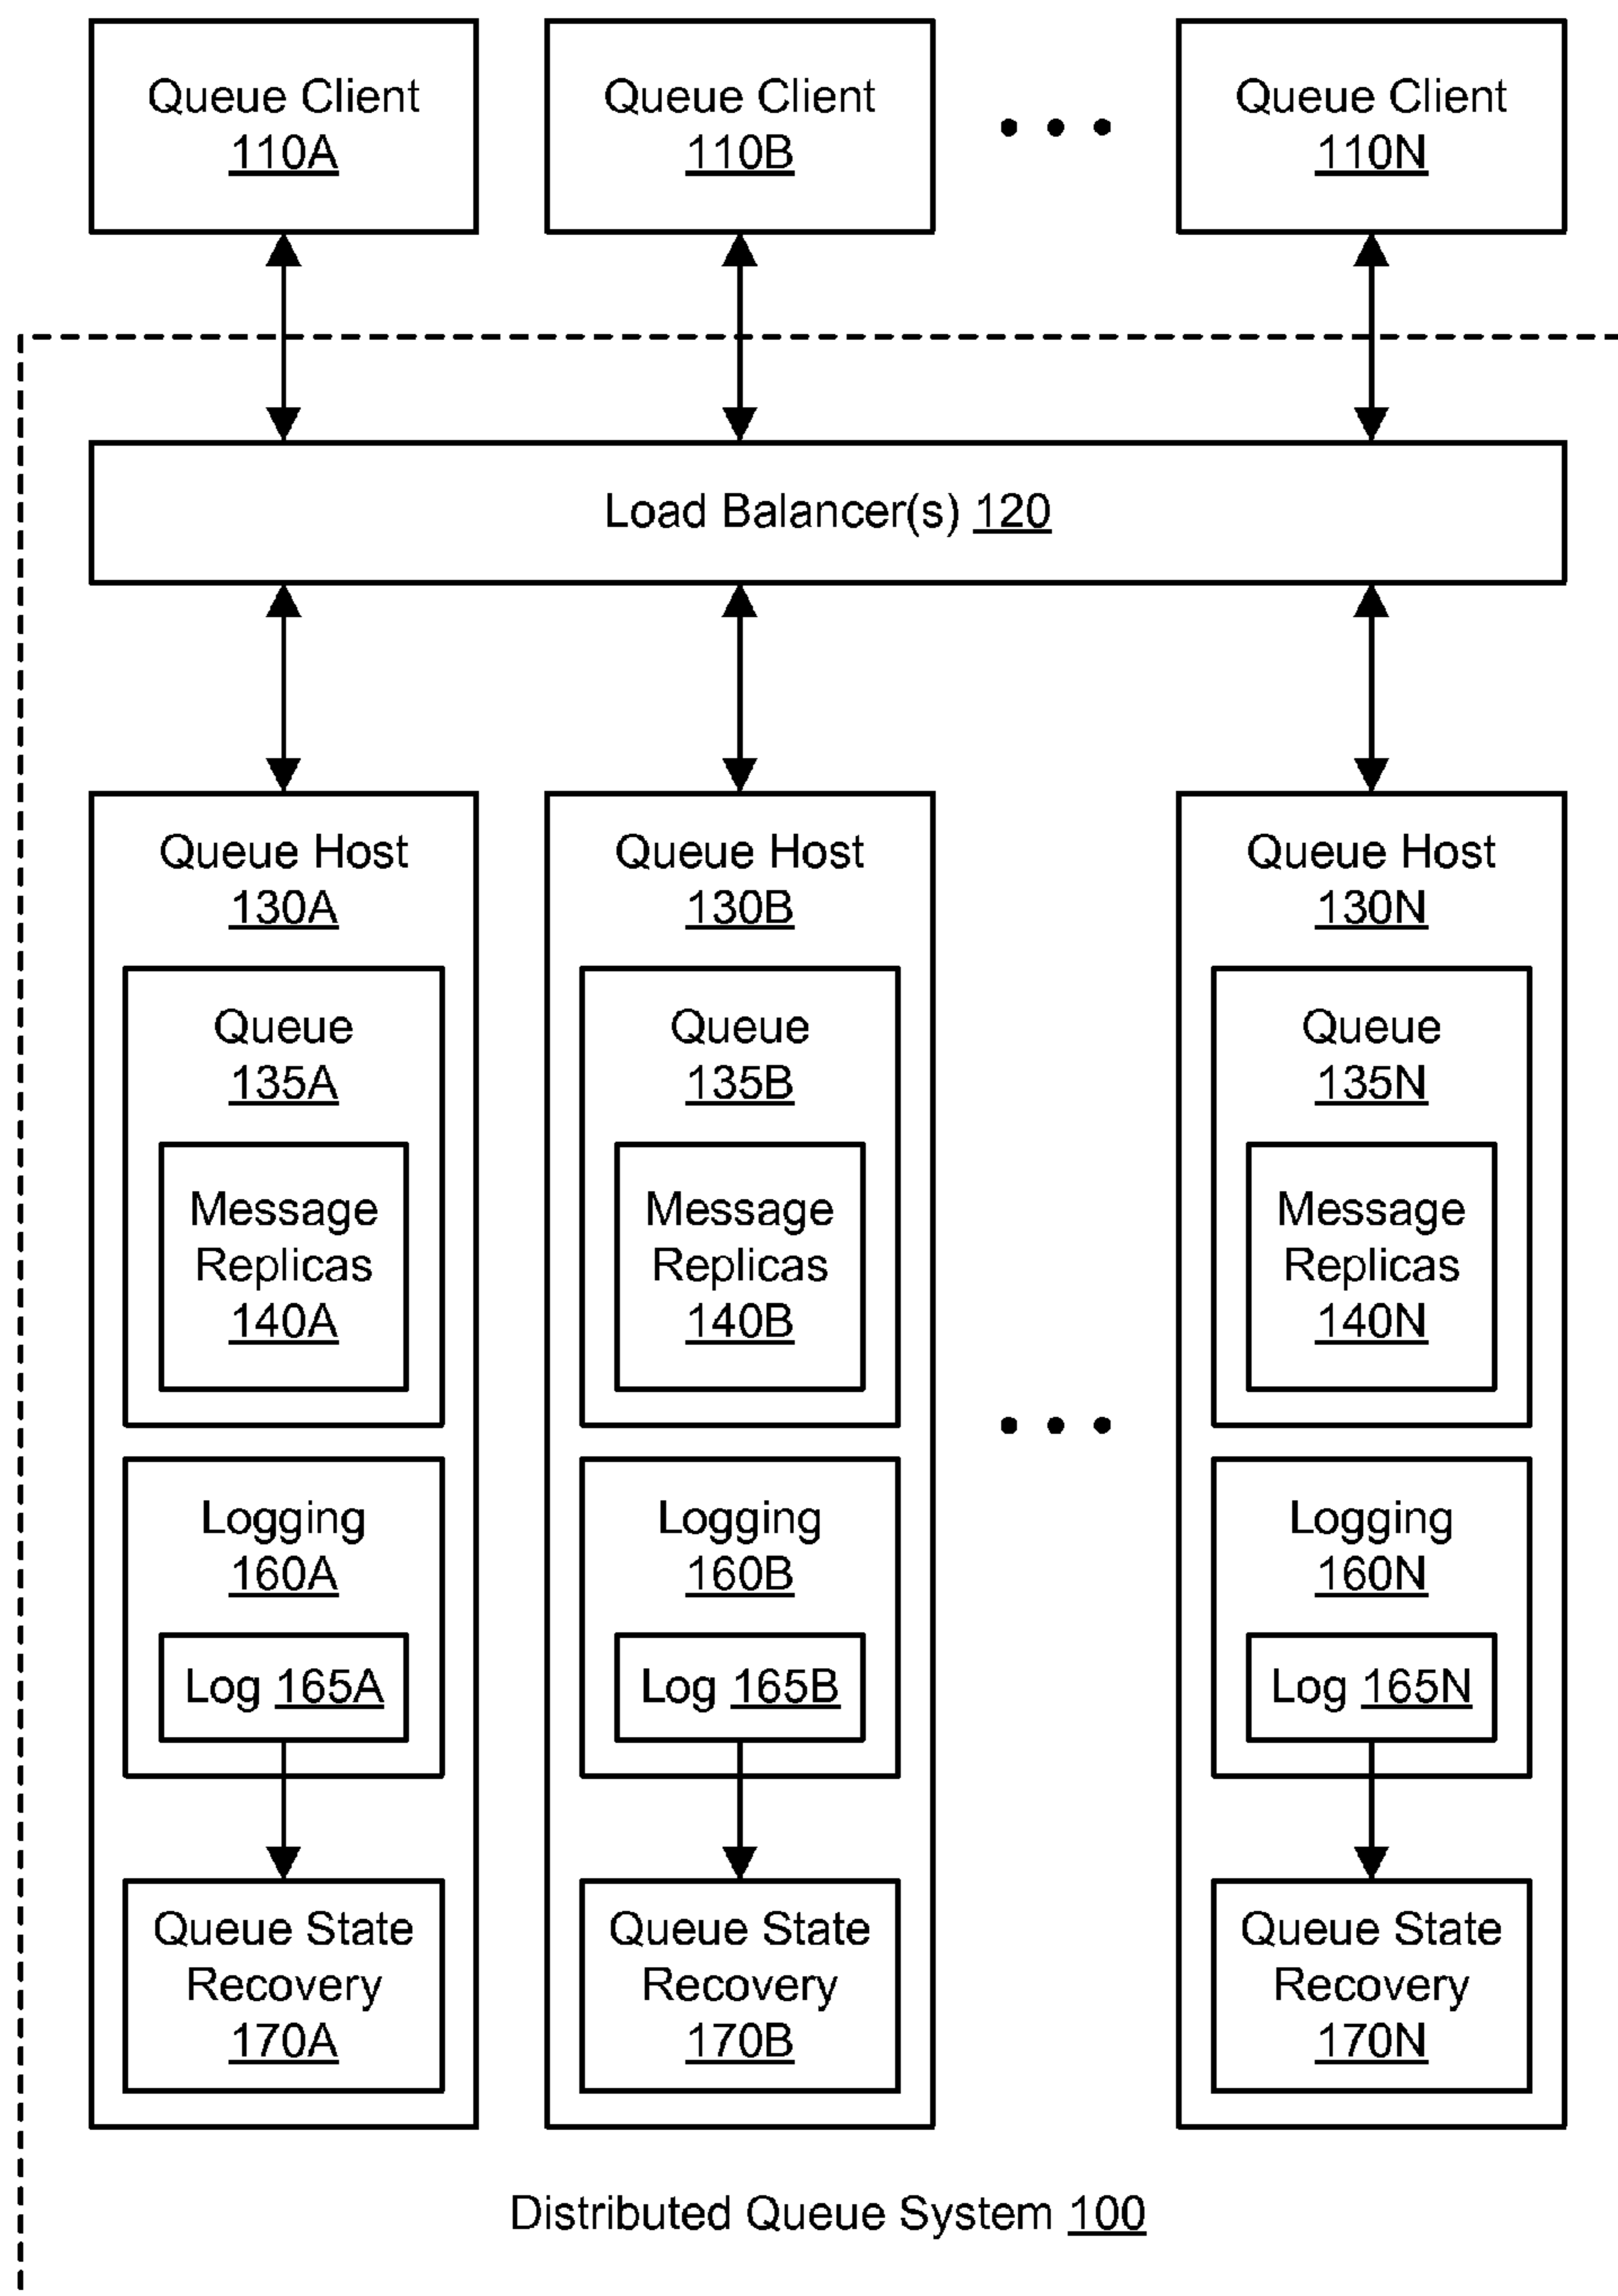 Queue Client
110A
Queue Client
110B
Queue Client
110N
Load Balancer(s) 120
Queue Host
130A
Queue
135A
Message
Replicas
140A
Logging
160A
Log 165A
Queue State
Recovery
170A
Queue Host
130B
Queue
135B
Message
Replicas
140B
Logging
160B
Log 165B
Queue State
Recovery
170B
Queue Host
130N
Queue
135N
Message
Replicas
140N
Logging
160N
Log 165N
Queue State
Recovery
170N
Distributed Queue System 100